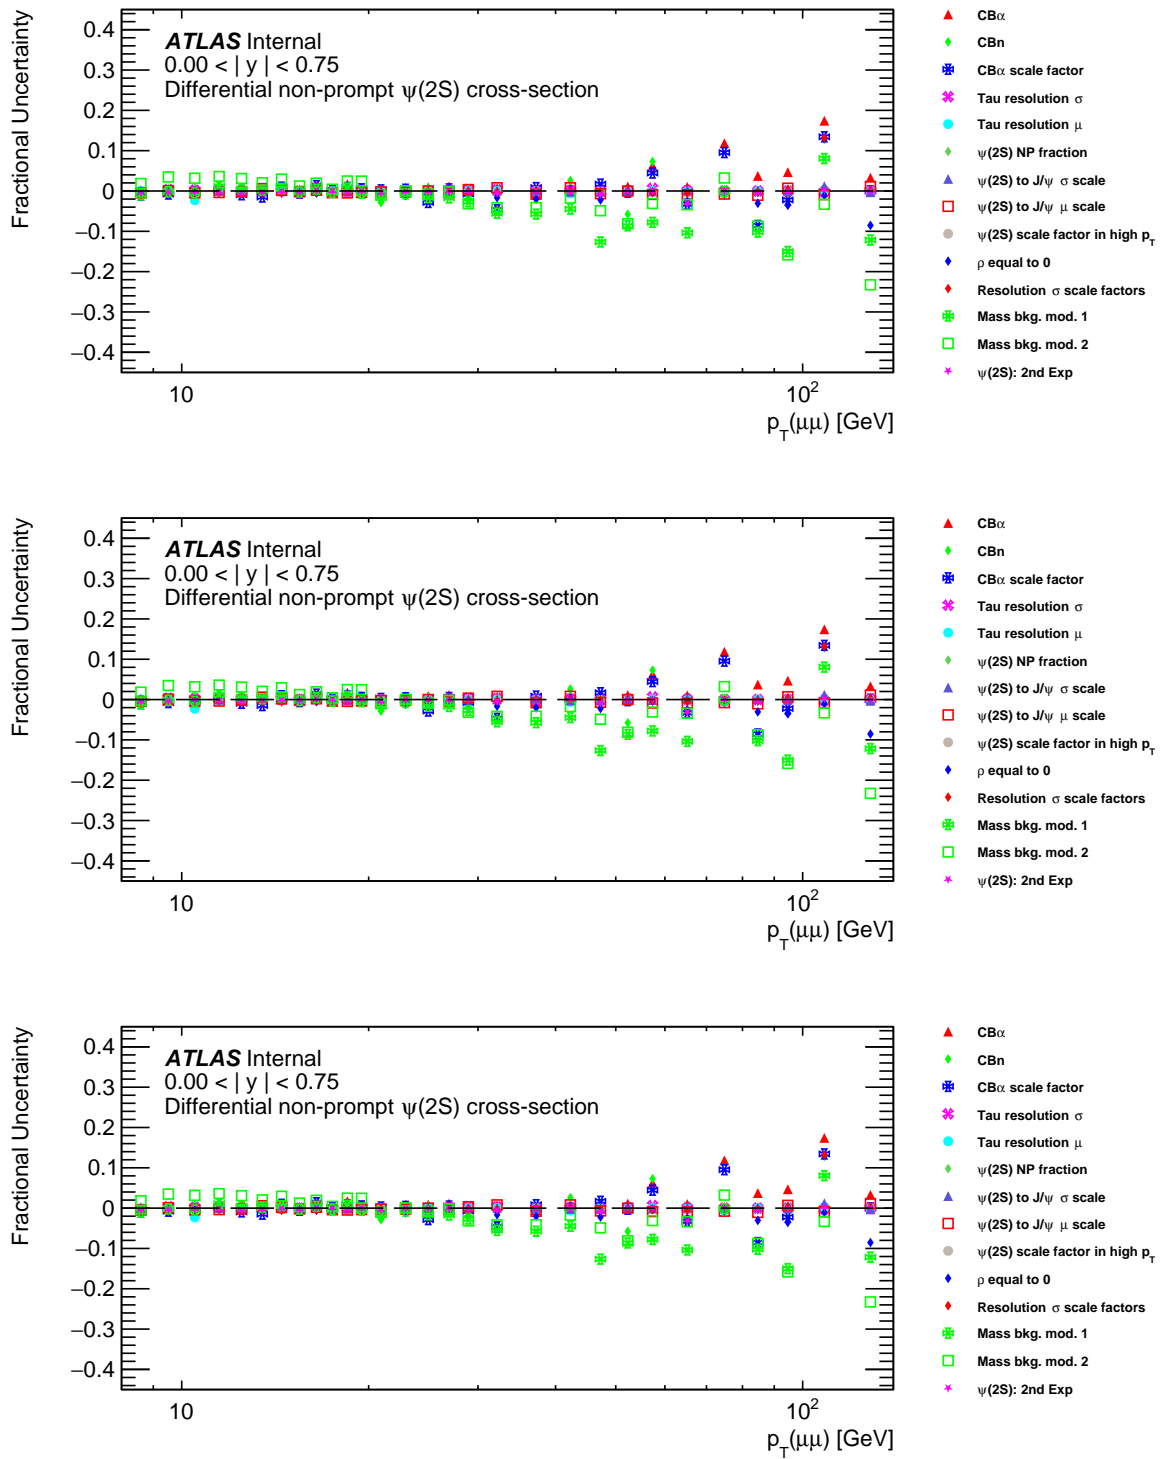 Fractional Uncertainty
0.4
0.3
0.2
0.1
0
−0.1
−0.2
−0.3
−0.4
ATLAS Internal
0.00 < | y | < 0.75
Differential non-prompt ψ(2S) cross-section
10
10²
p_T(μμ) [GeV]
CBα
CBn
CBα scale factor
Tau resolution σ
Tau resolution μ
ψ(2S) NP fraction
ψ(2S) to J/ψ σ scale
ψ(2S) to J/ψ μ scale
ψ(2S) scale factor in high p_T
ρ equal to 0
Resolution σ scale factors
Mass bkg. mod. 1
Mass bkg. mod. 2
ψ(2S): 2nd Exp
Fractional Uncertainty
0.4
0.3
0.2
0.1
0
−0.1
−0.2
−0.3
−0.4
ATLAS Internal
0.00 < | y | < 0.75
Differential non-prompt ψ(2S) cross-section
10
10²
p_T(μμ) [GeV]
CBα
CBn
CBα scale factor
Tau resolution σ
Tau resolution μ
ψ(2S) NP fraction
ψ(2S) to J/ψ σ scale
ψ(2S) to J/ψ μ scale
ψ(2S) scale factor in high p_T
ρ equal to 0
Resolution σ scale factors
Mass bkg. mod. 1
Mass bkg. mod. 2
ψ(2S): 2nd Exp
Fractional Uncertainty
0.4
0.3
0.2
0.1
0
−0.1
−0.2
−0.3
−0.4
ATLAS Internal
0.00 < | y | < 0.75
Differential non-prompt ψ(2S) cross-section
10
10²
p_T(μμ) [GeV]
CBα
CBn
CBα scale factor
Tau resolution σ
Tau resolution μ
ψ(2S) NP fraction
ψ(2S) to J/ψ σ scale
ψ(2S) to J/ψ μ scale
ψ(2S) scale factor in high p_T
ρ equal to 0
Resolution σ scale factors
Mass bkg. mod. 1
Mass bkg. mod. 2
ψ(2S): 2nd Exp